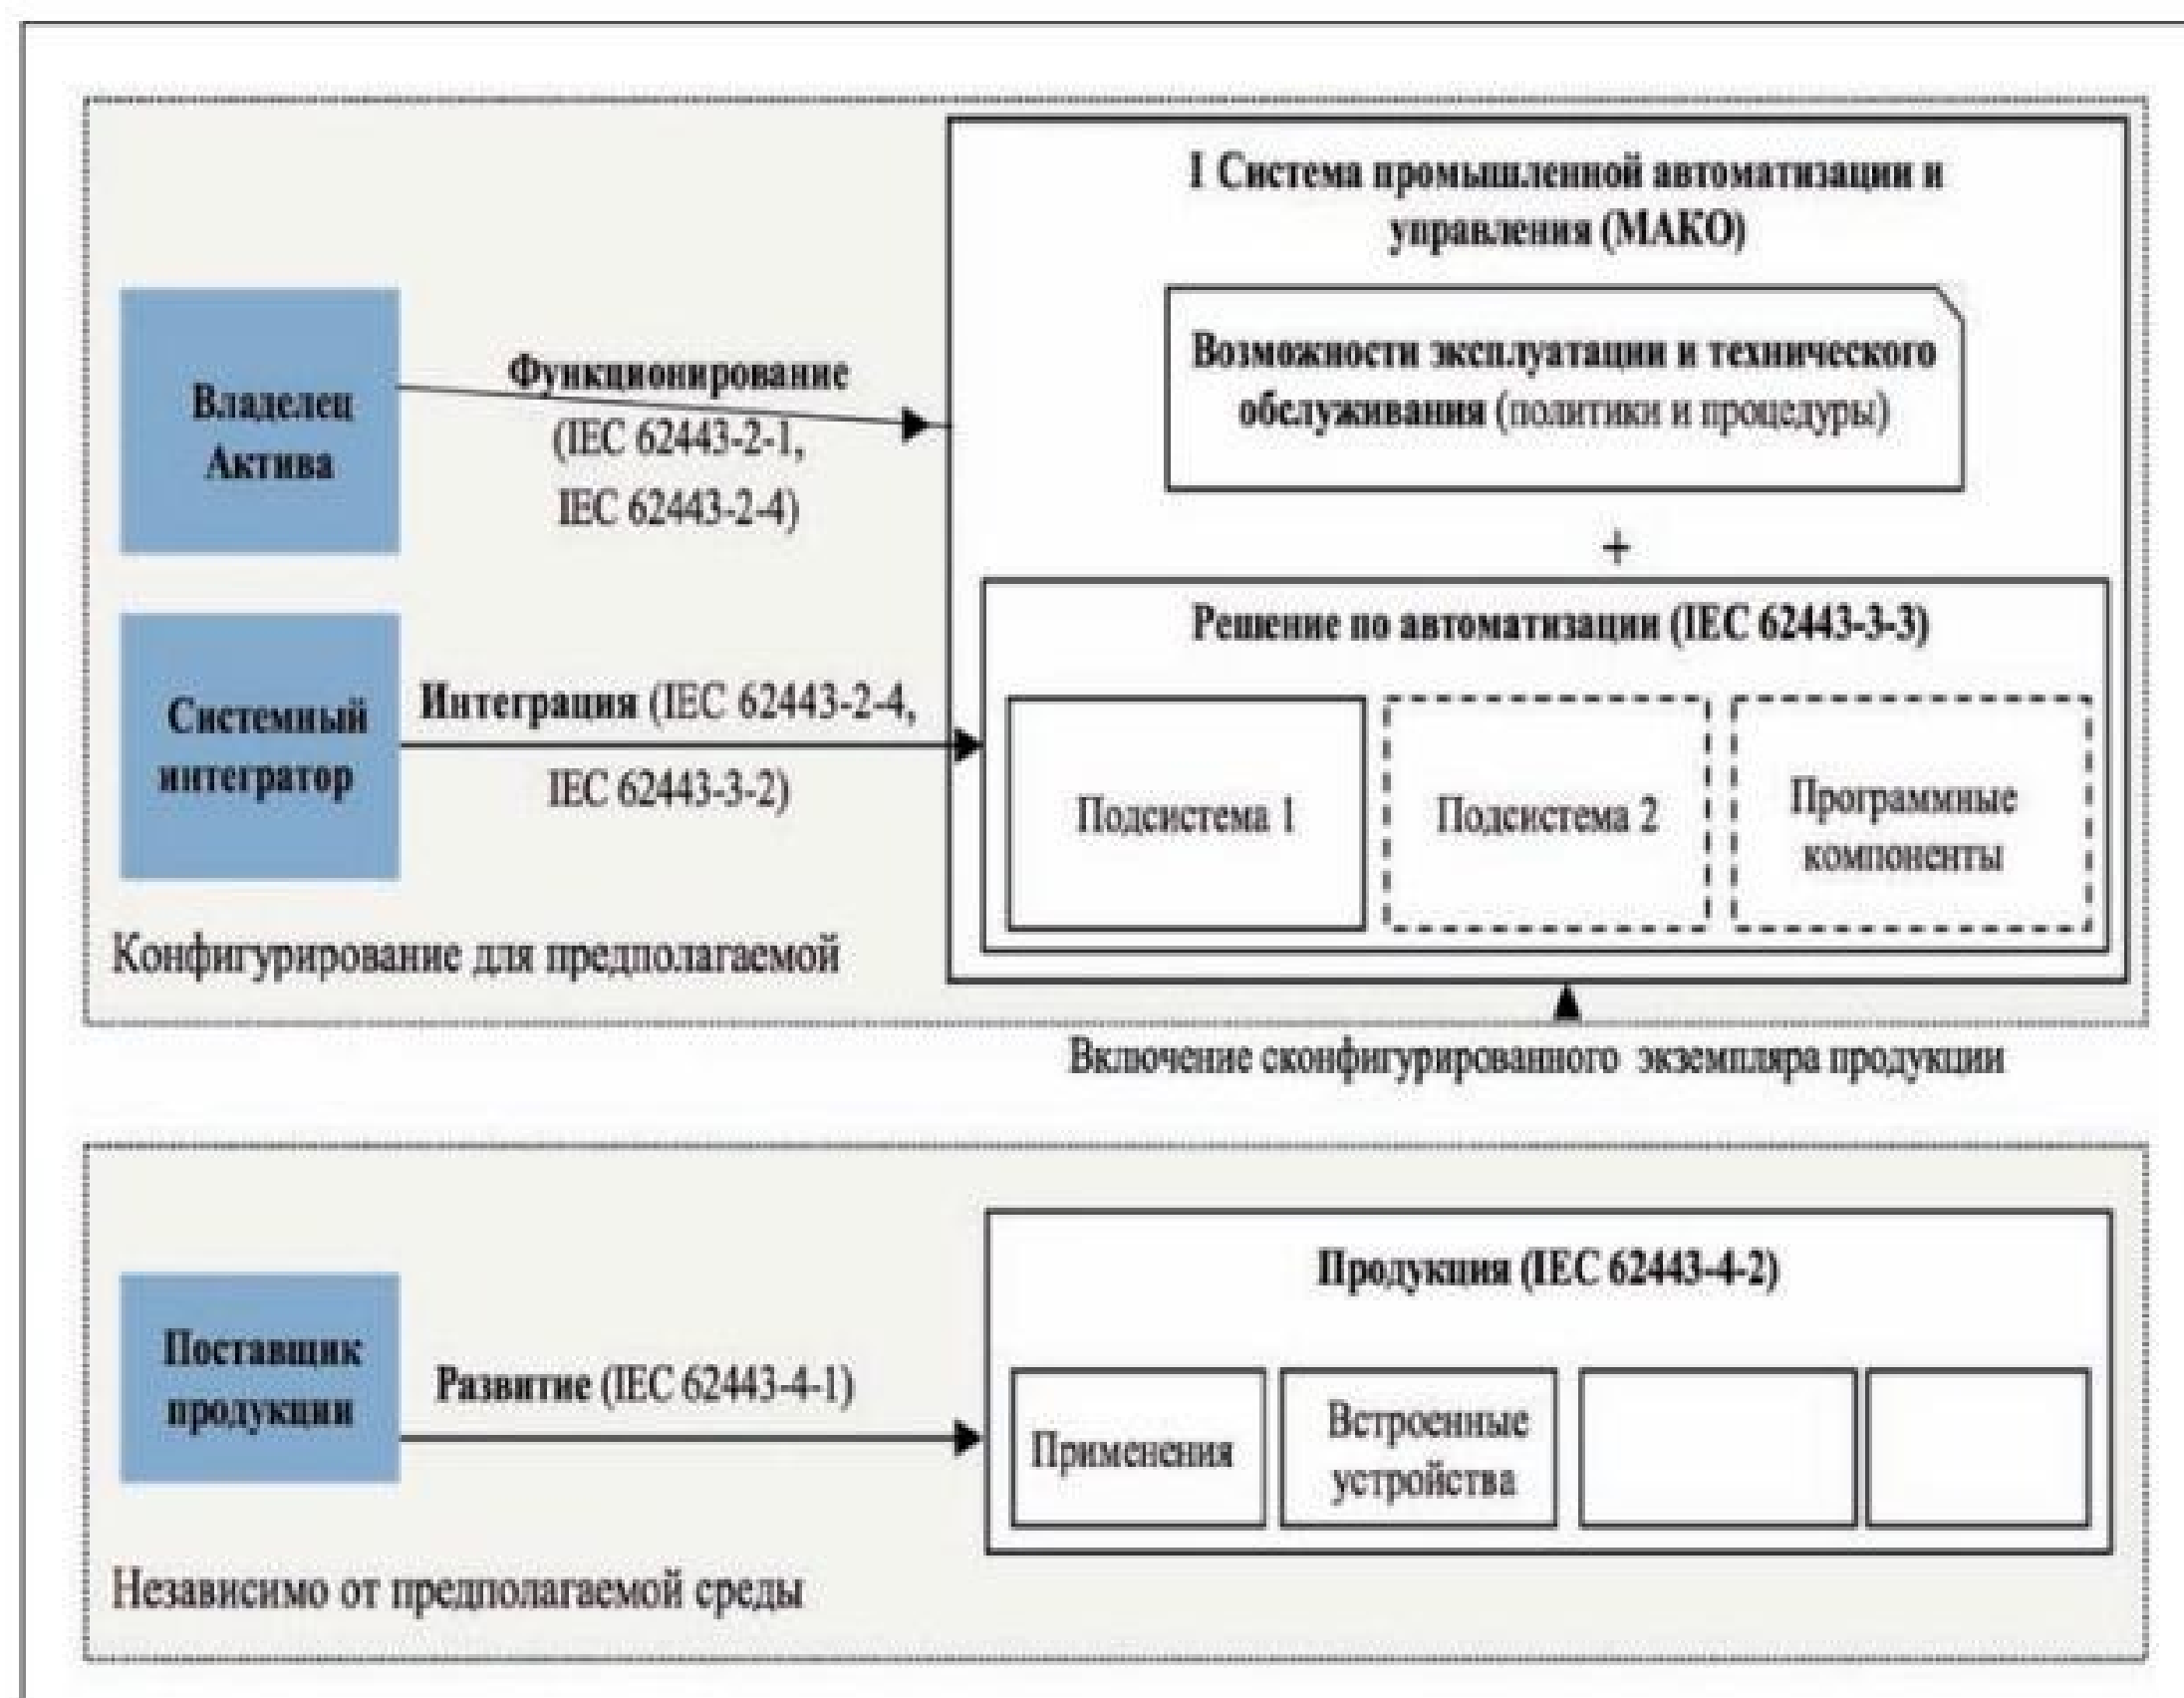 I Система промышленной автоматизации и
управления (МАКО)
Возможности эксплуатации и технического
обслуживания (политики и процедуры)
Владелец
Актива
Функционирование
(IEC 62443-2-1,
IEC 62443-2-4)
+
Решение по автоматизации (IEC 62443-3-3)
Системный
интегратор
Интеграция (IEC 62443-2-4,
IEC 62443-3-2)
Подсистема 1
Подсистема 2
Программные
компоненты
Конфигурирование для предполагаемой
Включение сконфигурированного экземпляра продукции
Продукция (IEC 62443-4-2)
Поставщик
продукции
Развитие (IEC 62443-4-1)
Применения
Встроенные
устройства
Независимо от предполагаемой среды